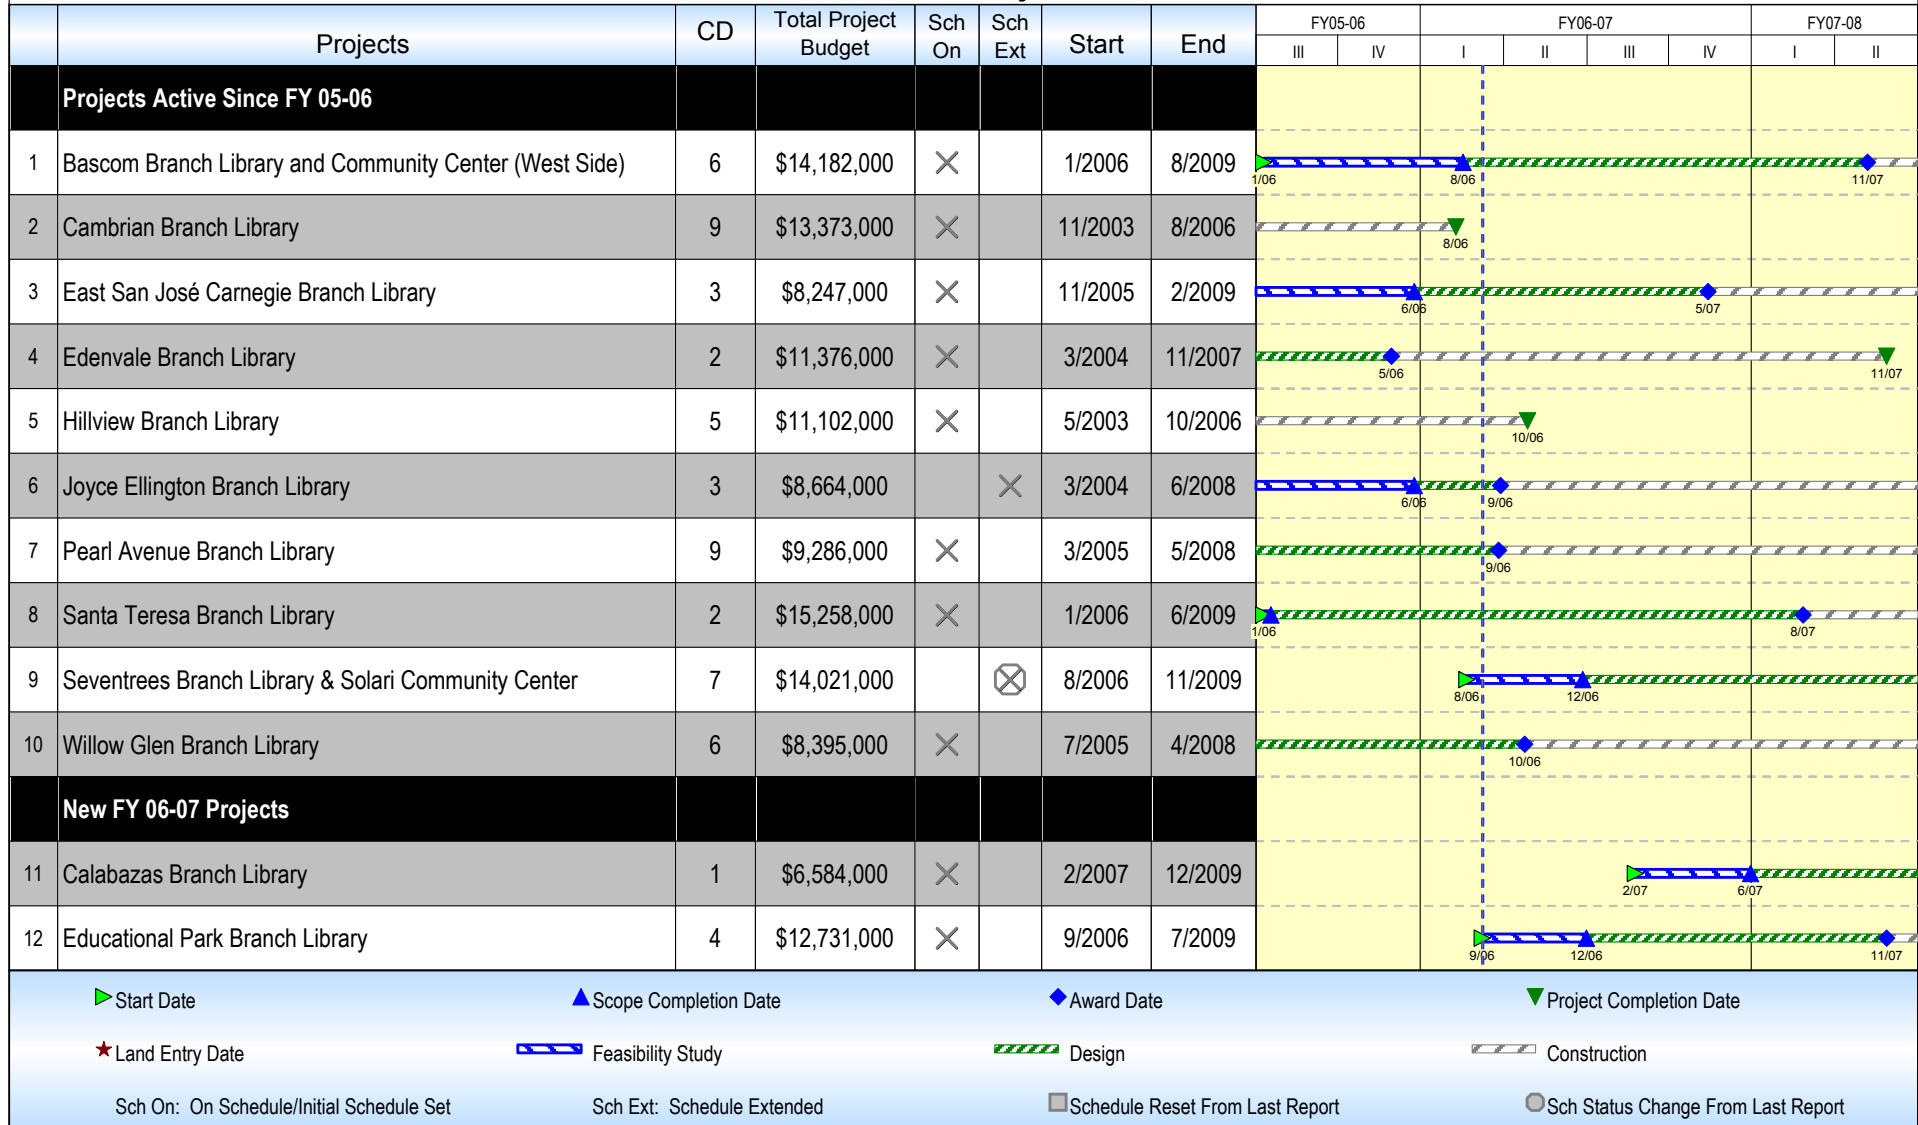 Projects CD Total Project Budget Sch On Sch Ext Start End FY05-06 FY06-07 FY07-08
III IV I II III IV I II
Projects Active Since FY 05-06
1 Bascom Branch Library and Community Center (West Side) 6 $14,182,000 1/2006 8/2009
1/06 8/06 11/07
2 Cambrian Branch Library 9 $13,373,000 11/2003 8/2006
8/06
3 East San José Carnegie Branch Library 3 $8,247,000 11/2005 2/2009
6/06 5/07
4 Edenvale Branch Library 2 $11,376,000 3/2004 11/2007
5/06 11/07
5 Hillview Branch Library 5 $11,102,000 5/2003 10/2006
10/06
6 Joyce Ellington Branch Library 3 $8,664,000 3/2004 6/2008
6/06 9/06
7 Pearl Avenue Branch Library 9 $9,286,000 3/2005 5/2008
9/06
8 Santa Teresa Branch Library 2 $15,258,000 1/2006 6/2009
1/06 8/07
9 Seventrees Branch Library & Solari Community Center 7 $14,021,000 8/2006 11/2009
8/06 12/06
10 Willow Glen Branch Library 6 $8,395,000 7/2005 4/2008
10/06
New FY 06-07 Projects
11 Calabazas Branch Library 1 $6,584,000 2/2007 12/2009
2/07 6/07
12 Educational Park Branch Library 4 $12,731,000 9/2006 7/2009
9/06 12/06 11/07
Start Date Scope Completion Date Award Date Project Completion Date
Land Entry Date Feasibility Study Design Construction
Sch On: On Schedule/Initial Schedule Set Sch Ext: Schedule Extended Schedule Reset From Last Report Sch Status Change From Last Report